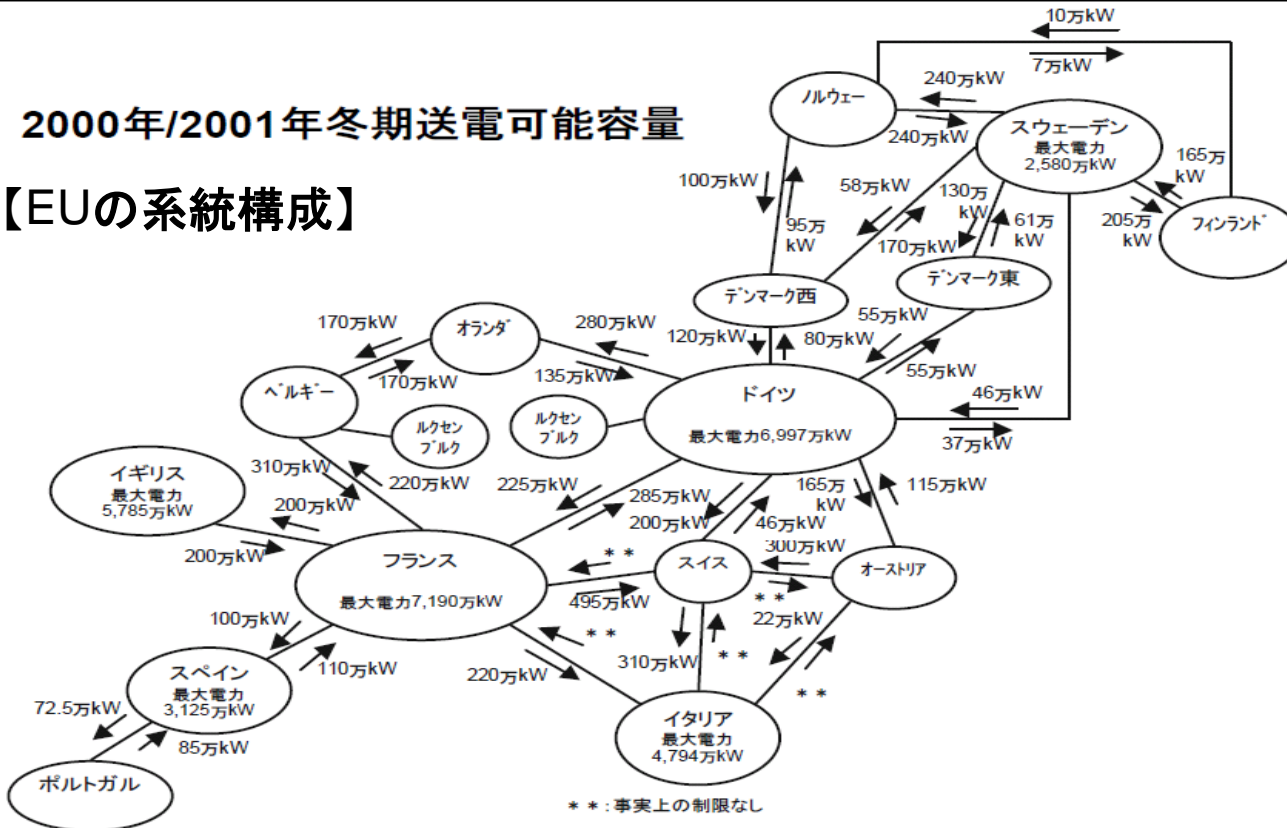 10万kW
7万kW
2000年/2001年冬期送電可能容量
【EUの系統構成】
ノルウェー
240万kW
240万kW
スウェーデン
最大電力
2,580万kW
165万
kW
205万
kW
フィンランド
100万kW
95万
kW
58万kW
170万kW
130万
kW
61万
kW
デンマーク西
デンマーク東
120万kW
80万kW
55万kW
55万kW
46万kW
37万kW
170万kW
170万kW
オランダ
280万kW
135万kW
ベルギー
ルクセン
ブルク
ルクセン
ブルク
ドイツ
最大電力6,997万kW
イギリス
最大電力
5,785万kW
200万kW
200万kW
310万kW
220万kW
225万kW
285万kW
200万kW
46万kW
165万
kW
115万kW
フランス
最大電力7,190万kW
＊＊
495万kW
スイス
300万kW
＊＊
オーストリア
22万kW
＊＊
100万kW
110万kW
スペイン
最大電力
3,125万kW
72.5万kW
85万kW
ポルトガル
＊＊
220万kW
310万kW
＊＊
イタリア
最大電力
4,794万kW
＊＊:事実上の制限なし